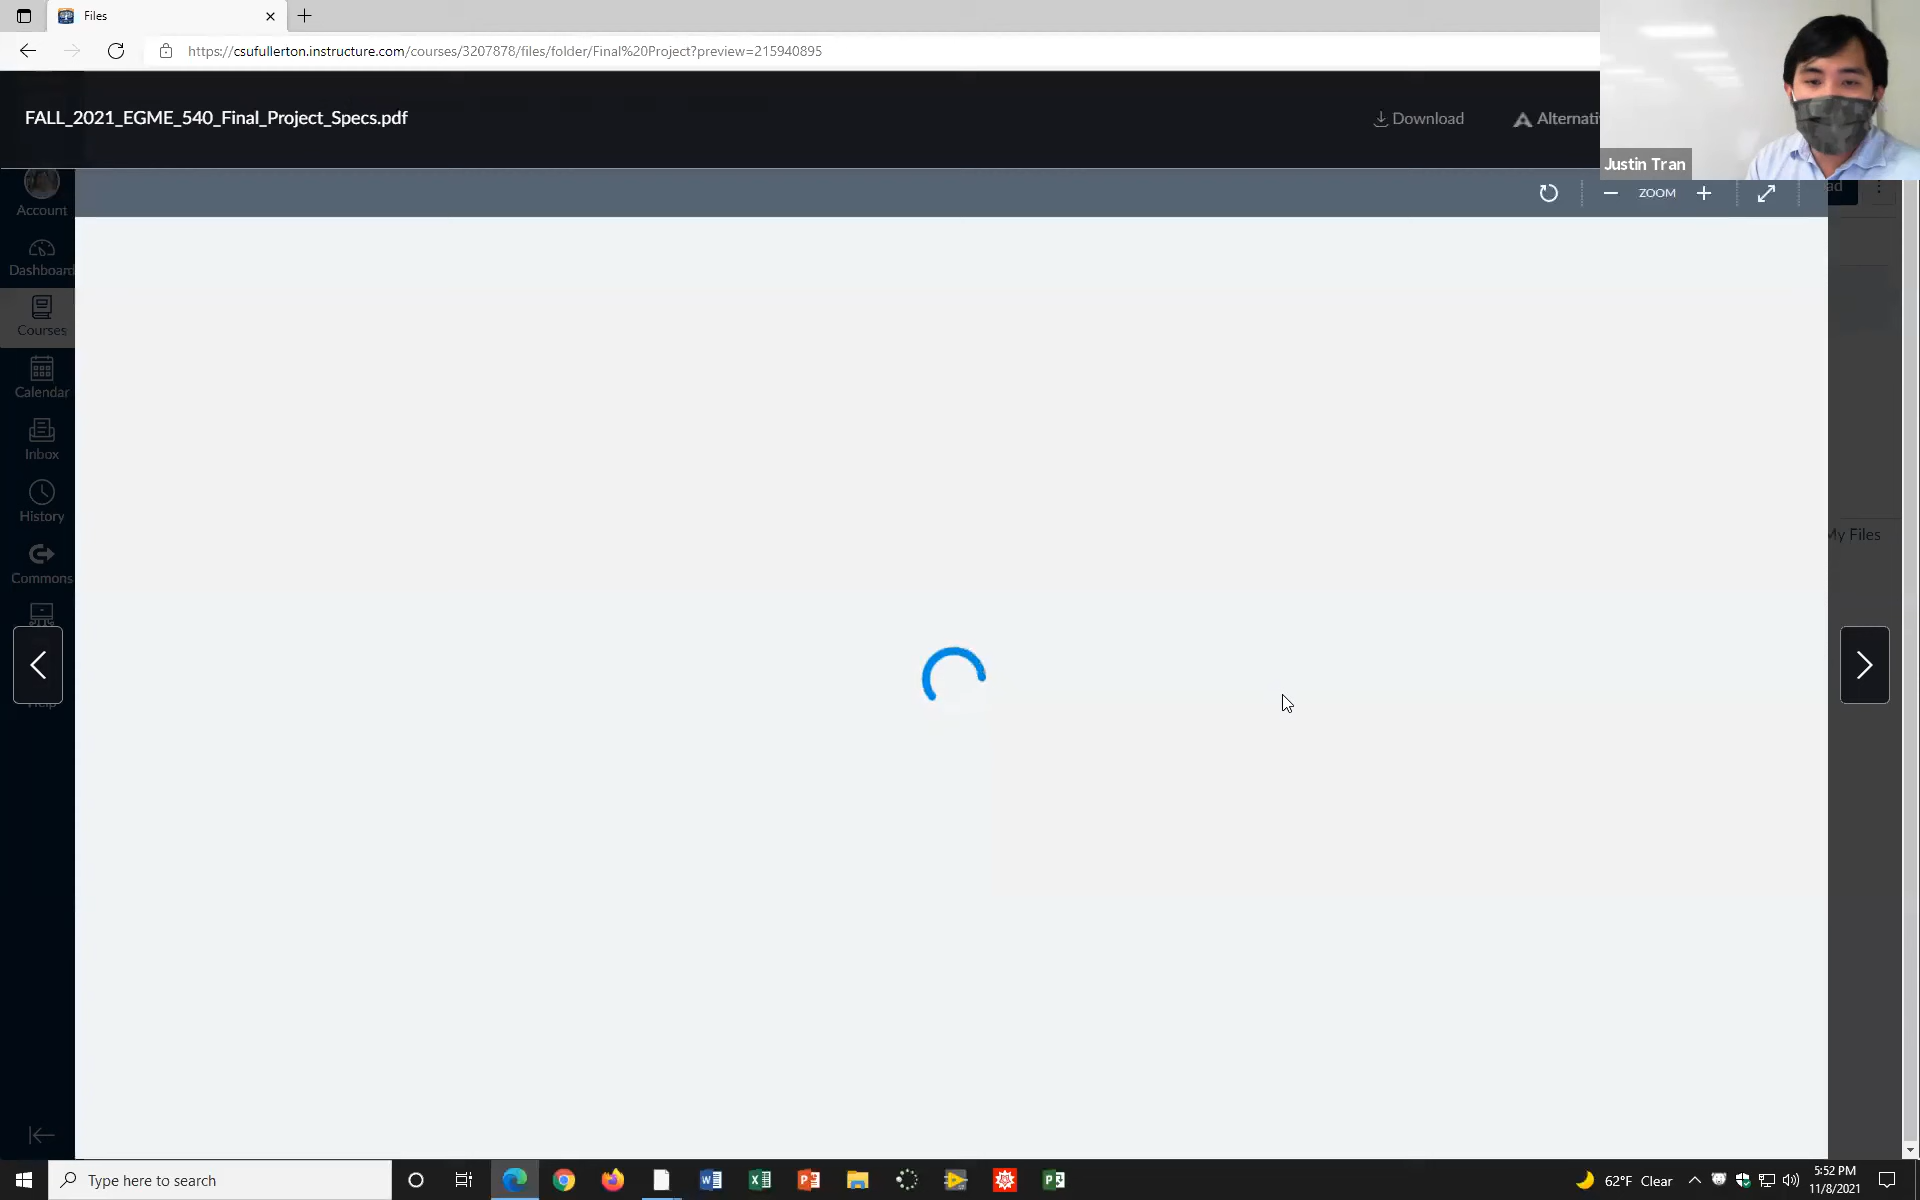 Files
https://csufullerton.instructure.com/courses/3207878/files/folder/Final%20Project?preview=215940895
FALL_2021_EGME_540_Final_Project_Specs.pdf
Download
Alternati
Justin Tran
ZOOM
ad
Account
Dashboard
Courses
Calendar
Inbox
History
Commons
Help
My Files
Type here to search
62°F Clear
5:52 PM
11/8/2021